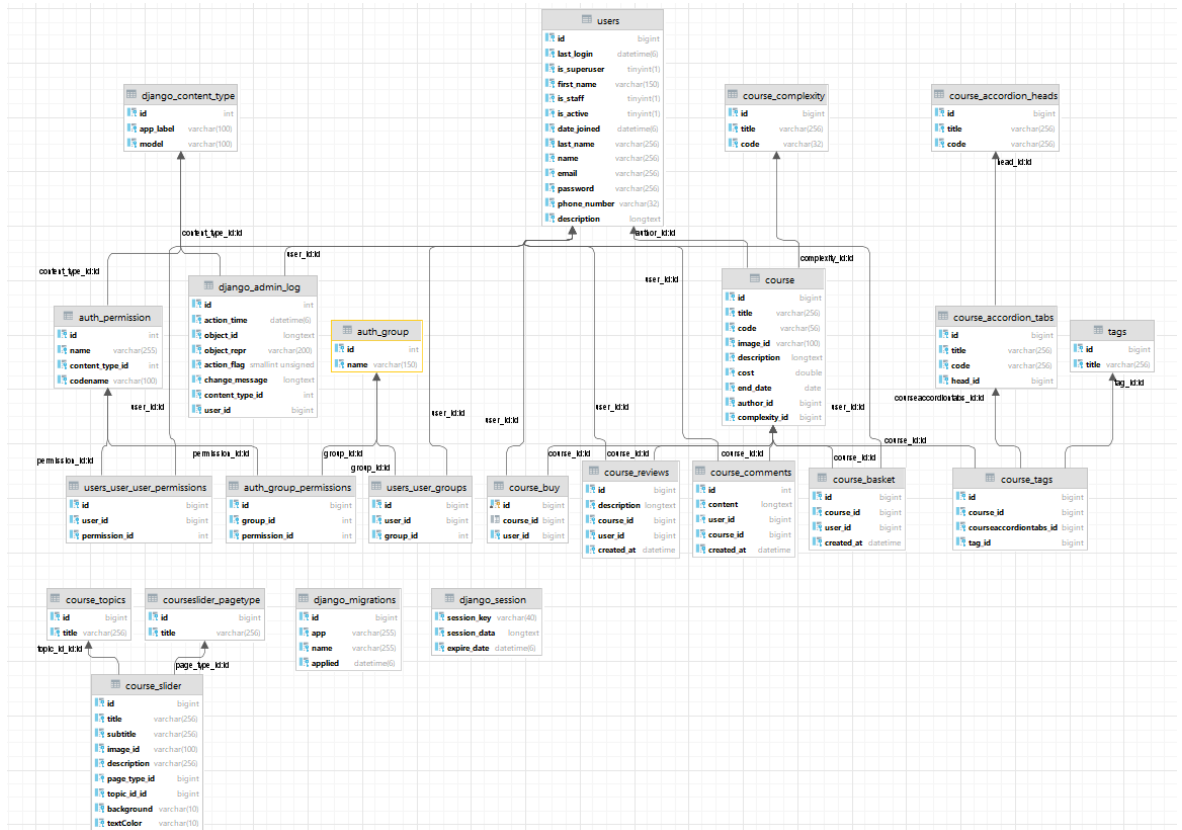 users
id bigint
last_login datetime(6)
is_superuser tinyint(1)
first_name varchar(150)
is_staff tinyint(1)
is_active tinyint(1)
date_joined datetime(6)
last_name varchar(256)
name varchar(256)
email varchar(256)
password varchar(256)
phone_number varchar(32)
description longtext
django_content_type
id int
app_label varchar(100)
model varchar(100)
course_complexity
id bigint
title varchar(256)
code varchar(32)
course_accordion_heads
id bigint
title varchar(256)
code varchar(256)
head_id:id
content_type_id:id
author_id:id
user_id:id
complexity_id:id
content_type_id:id
user_id:id
auth_permission
id int
name varchar(255)
content_type_id int
codename varchar(100)
django_admin_log
id int
action_time datetime(6)
object_id longtext
object_repr varchar(200)
action_flag smallint unsigned
change_message longtext
content_type_id int
user_id bigint
auth_group
id int
name varchar(150)
course
id bigint
title varchar(256)
code varchar(56)
image_id varchar(100)
description longtext
cost double
end_date date
author_id bigint
complexity_id bigint
course_accordion_tabs
id bigint
title varchar(256)
code varchar(256)
head_id bigint
tags
id bigint
title varchar(256)
tag_id:id
courseaccordiontabs_id:id
user_id:id
user_id:id
user_id:id
user_id:id
user_id:id
course_id:id
permission_id:id
permission_id:id
group_id:id
group_id:id
course_id:id
course_id:id
course_id:id
course_id:id
users_user_user_permissions
id bigint
user_id bigint
permission_id int
auth_group_permissions
id bigint
group_id int
permission_id int
users_user_groups
id bigint
user_id bigint
group_id int
course_buy
id bigint
course_id bigint
user_id bigint
course_reviews
id bigint
description longtext
course_id bigint
user_id bigint
created_at datetime
course_comments
id int
content longtext
user_id bigint
course_id bigint
created_at datetime
course_basket
id bigint
course_id bigint
user_id bigint
created_at datetime
course_tags
id bigint
course_id bigint
courseaccordiontabs_id bigint
tag_id bigint
course_topics
id bigint
title varchar(256)
courseslider_pagetype
id bigint
title varchar(256)
django_migrations
id bigint
app varchar(255)
name varchar(255)
applied datetime(6)
django_session
session_key varchar(40)
session_data longtext
expire_date datetime(6)
topic_id_id:id
page_type_id:id
course_slider
id bigint
title varchar(256)
subtitle varchar(256)
image_id varchar(100)
description varchar(256)
page_type_id bigint
topic_id_id bigint
background varchar(10)
textColor varchar(10)